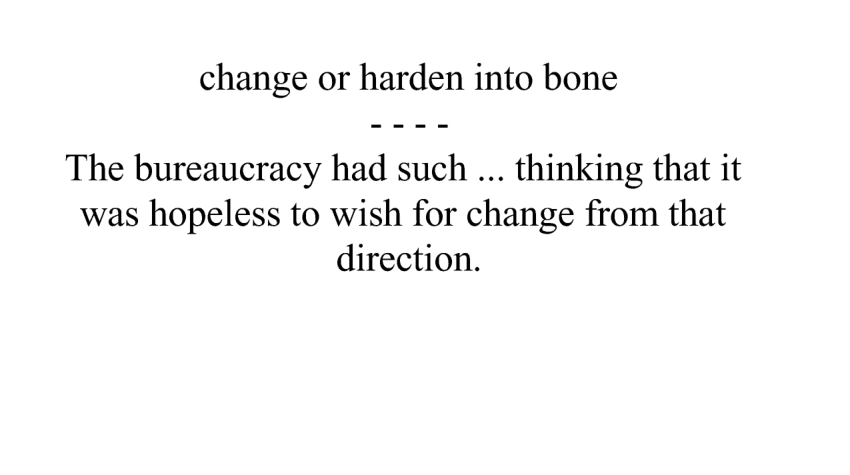 change or harden into bone
- - - -
The bureaucracy had such ... thinking that it
was hopeless to wish for change from that
direction.